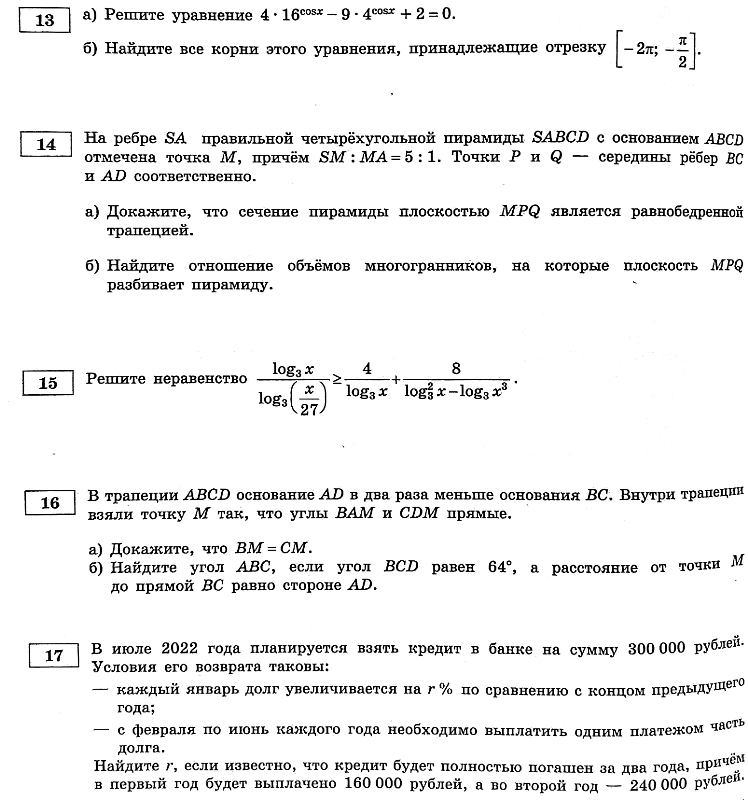 13 а) Решите уравнение 4 · 16^cosx − 9 · 4^cosx + 2 = 0.
б) Найдите все корни этого уравнения, принадлежащие отрезку [−2π; −π/2].
14 На ребре SA правильной четырёхугольной пирамиды SABCD с основанием ABCD
отмечена точка M, причём SM : MA = 5 : 1. Точки P и Q — середины рёбер BC
и AD соответственно.
а) Докажите, что сечение пирамиды плоскостью MPQ является равнобедренной
трапецией.
б) Найдите отношение объёмов многогранников, на которые плоскость MPQ
разбивает пирамиду.
15 Решите неравенство log₃ x / log₃(x/27) ≥ 4 / log₃ x + 8 / (log₃² x − log₃ x³).
16 В трапеции ABCD основание AD в два раза меньше основания BC. Внутри трапеции
взяли точку M так, что углы BAM и CDM прямые.
а) Докажите, что BM = CM.
б) Найдите угол ABC, если угол BCD равен 64°, а расстояние от точки M
до прямой BC равно стороне AD.
17 В июле 2022 года планируется взять кредит в банке на сумму 300 000 рублей.
Условия его возврата таковы:
— каждый январь долг увеличивается на r % по сравнению с концом предыдущего
года;
— с февраля по июнь каждого года необходимо выплатить одним платежом часть
долга.
Найдите r, если известно, что кредит будет полностью погашен за два года, причём
в первый год будет выплачено 160 000 рублей, а во второй год — 240 000 рублей.